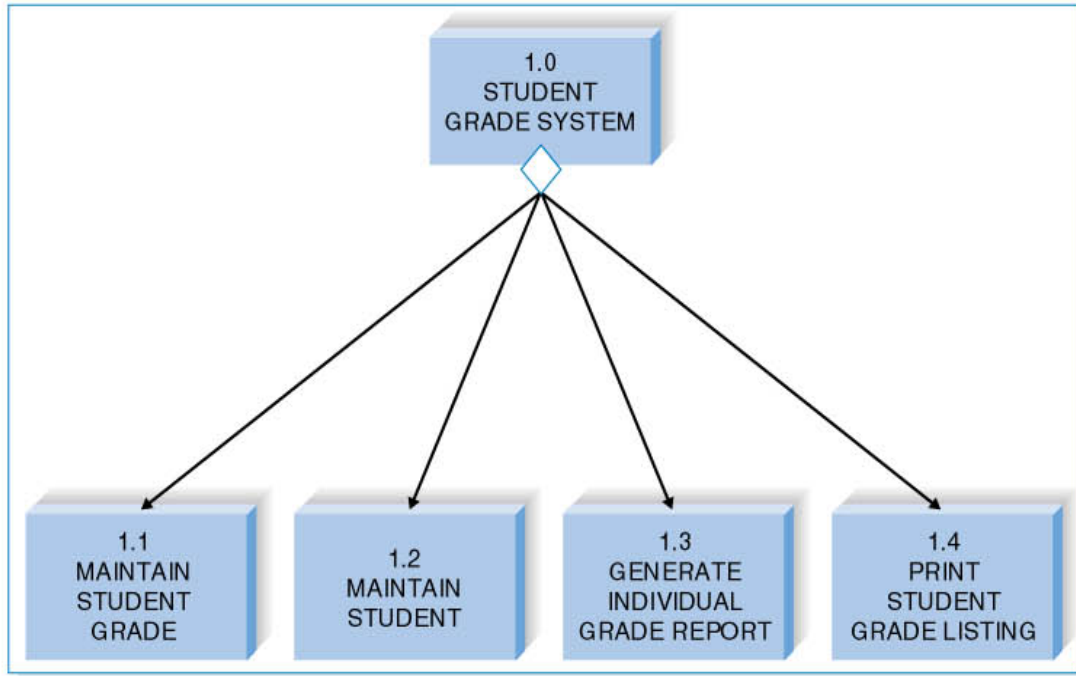 1.0
STUDENT
GRADE SYSTEM
1.1
MAINTAIN
STUDENT
GRADE
1.2
MAINTAIN
STUDENT
1.3
GENERATE
INDIVIDUAL
GRADE REPORT
1.4
PRINT
STUDENT
GRADE LISTING